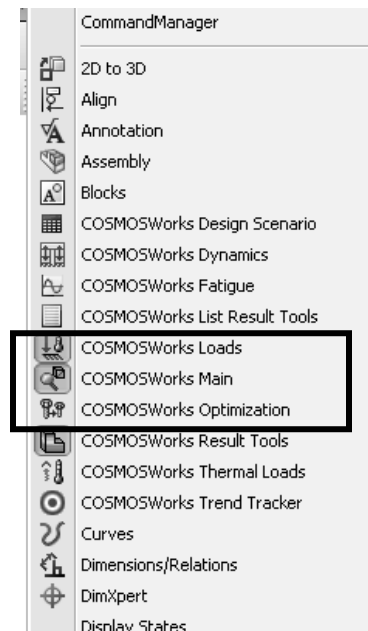 CommandManager
2D to 3D
Align
Annotation
Assembly
Blocks
COSMOSWorks Design Scenario
COSMOSWorks Dynamics
COSMOSWorks Fatigue
COSMOSWorks List Result Tools
COSMOSWorks Loads
COSMOSWorks Main
COSMOSWorks Optimization
COSMOSWorks Result Tools
COSMOSWorks Thermal Loads
COSMOSWorks Trend Tracker
Curves
Dimensions/Relations
DimXpert
Display States